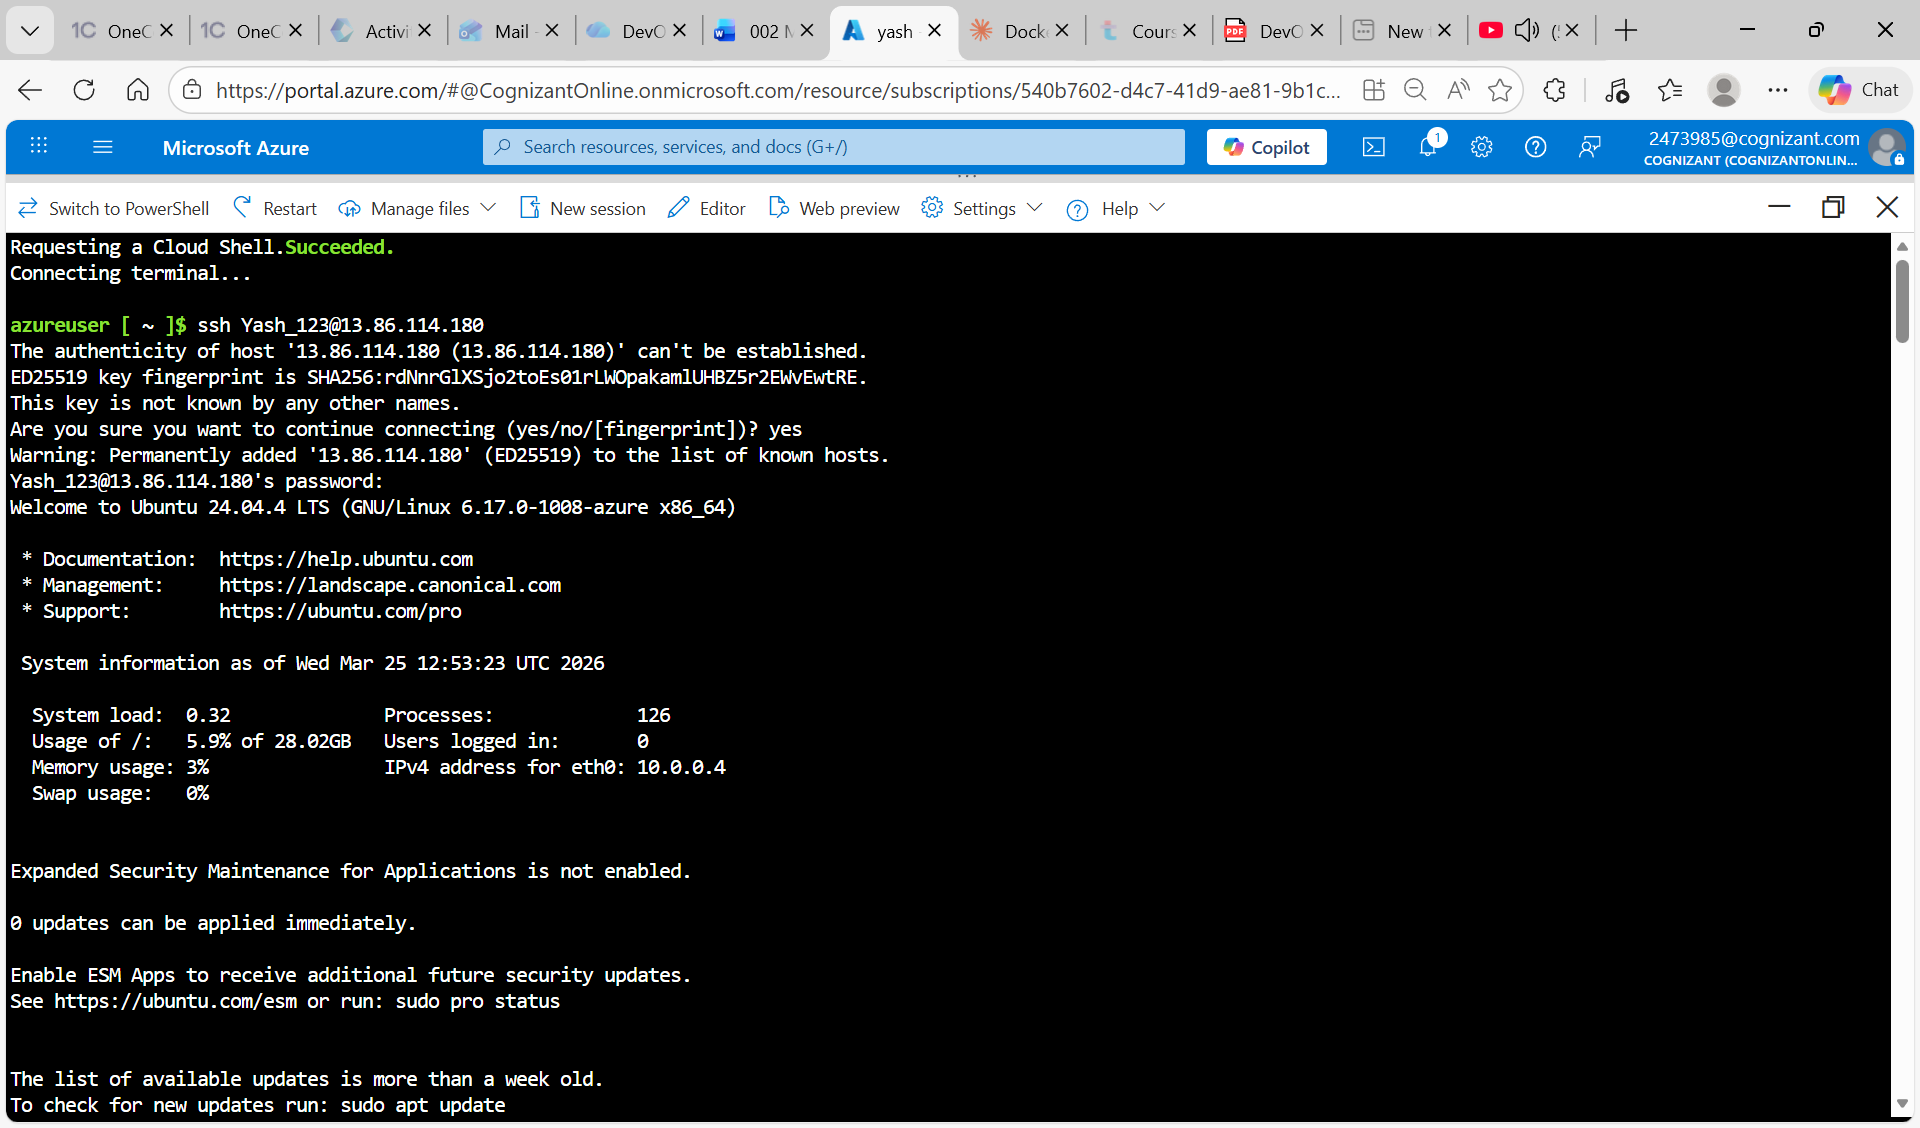 OneC
OneC
Activi
Mail -
DevO
002 M
yash -
Docke
Cours
DevO
New t
(:
https://portal.azure.com/#@CognizantOnline.onmicrosoft.com/resource/subscriptions/540b7602-d4c7-41d9-ae81-9b1c...
Chat
Microsoft Azure
Search resources, services, and docs (G+/)
Copilot
1
2473985@cognizant.com
COGNIZANT (COGNIZANTONLIN...
Switch to PowerShell
Restart
Manage files
New session
Editor
Web preview
Settings
Help
Requesting a Cloud Shell.Succeeded.
Connecting terminal...
azureuser [ ~ ]$ ssh Yash_123@13.86.114.180
The authenticity of host '13.86.114.180 (13.86.114.180)' can't be established.
ED25519 key fingerprint is SHA256:rdNnrGlXSjo2toEs01rLWOpakamlUHBZ5r2EWvEwtRE.
This key is not known by any other names.
Are you sure you want to continue connecting (yes/no/[fingerprint])? yes
Warning: Permanently added '13.86.114.180' (ED25519) to the list of known hosts.
Yash_123@13.86.114.180's password:
Welcome to Ubuntu 24.04.4 LTS (GNU/Linux 6.17.0-1008-azure x86_64)
* Documentation:  https://help.ubuntu.com
* Management:     https://landscape.canonical.com
* Support:        https://ubuntu.com/pro
System information as of Wed Mar 25 12:53:23 UTC 2026
System load:  0.32              Processes:             126
Usage of /:   5.9% of 28.02GB   Users logged in:       0
Memory usage: 3%                IPv4 address for eth0: 10.0.0.4
Swap usage:   0%
Expanded Security Maintenance for Applications is not enabled.
0 updates can be applied immediately.
Enable ESM Apps to receive additional future security updates.
See https://ubuntu.com/esm or run: sudo pro status
The list of available updates is more than a week old.
To check for new updates run: sudo apt update